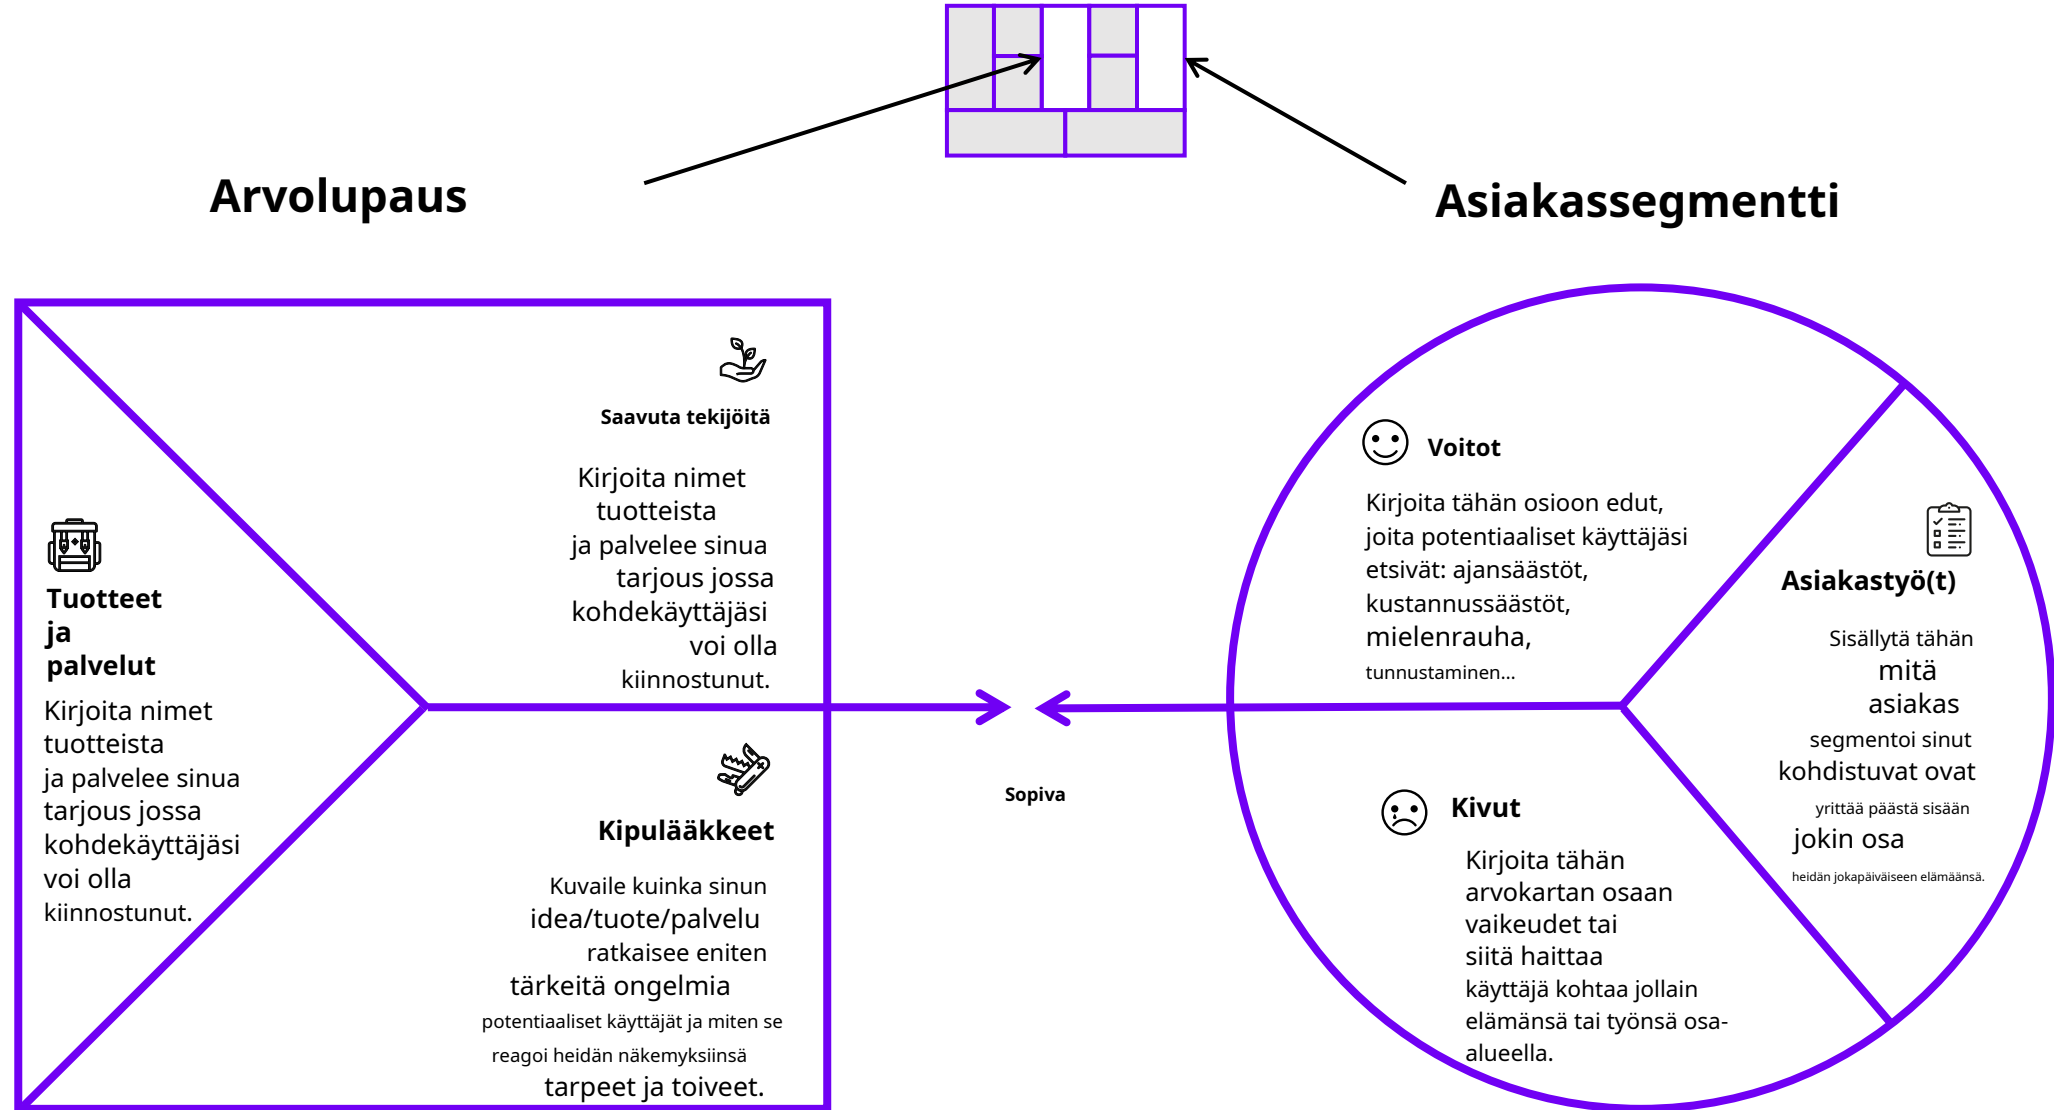 Arvolupaus
Asiakassegmentti
Saavuta tekijöitä
Kirjoita nimet
tuotteista
ja palvelee sinua
tarjous jossa
kohdekäyttäjäsi
voi olla
kiinnostunut.
Tuotteet
ja
palvelut
Kirjoita nimet
tuotteista
ja palvelee sinua
tarjous jossa
kohdekäyttäjäsi
voi olla
kiinnostunut.
Kipulääkkeet
Kuvaile kuinka sinun
idea/tuote/palvelu
ratkaisee eniten
tärkeitä ongelmia
potentiaaliset käyttäjät ja miten se
reagoi heidän näkemyksiinsä
tarpeet ja toiveet.
Sopiva
Voitot
Kirjoita tähän osioon edut,
joita potentiaaliset käyttäjäsi
etsivät: ajansäästöt,
kustannussäästöt,
mielenrauha,
tunnustaminen...
Asiakastyö(t)
Sisällytä tähän
mitä
asiakas
segmentoi sinut
kohdistuvat ovat
yrittää päästä sisään
jokin osa
heidän jokapäiväiseen elämäänsä.
Kivut
Kirjoita tähän
arvokartan osaan
vaikeudet tai
siitä haittaa
käyttäjä kohtaa jollain
elämänsä tai työnsä osa-
alueella.